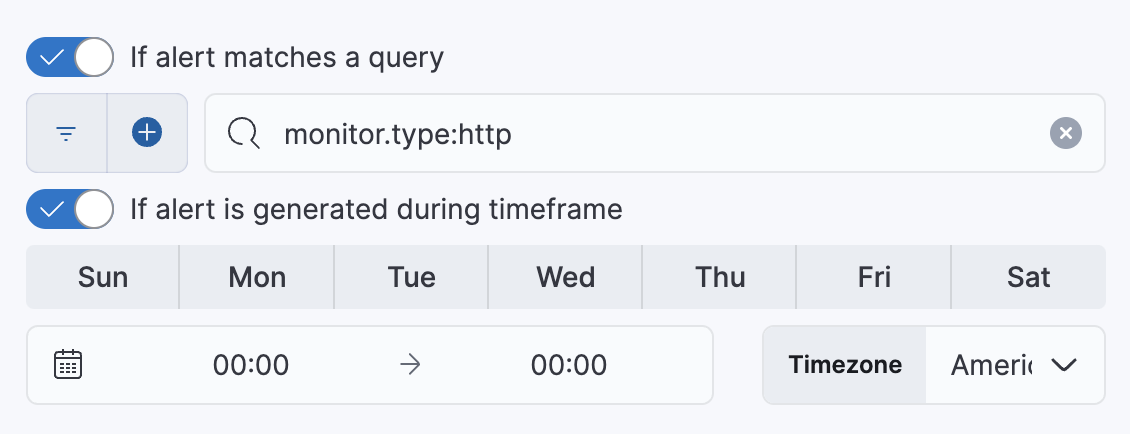 If alert matches a query
monitor.type:http
If alert is generated during timeframe
Sun Mon Tue Wed Thu Fri Sat
00:00 → 00:00 Timezone